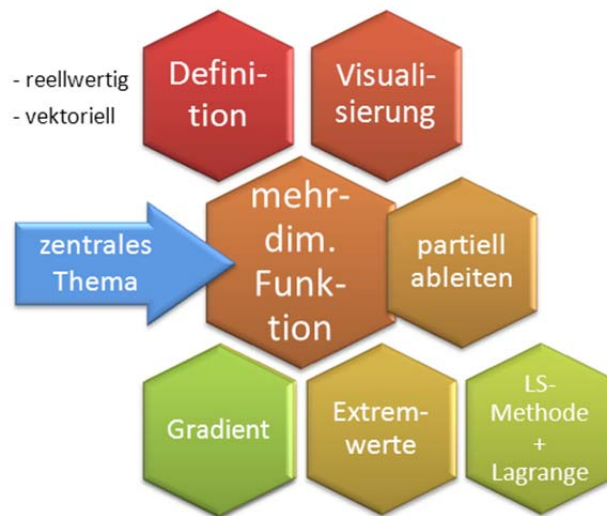 - reellwertig
- vektoriell
Defini-
tion
Visuali-
sierung
zentrales
Thema
mehr-
dim.
Funk-
tion
partiell
ableiten
Gradient
Extrem-
werte
LS-
Methode
+
Lagrange